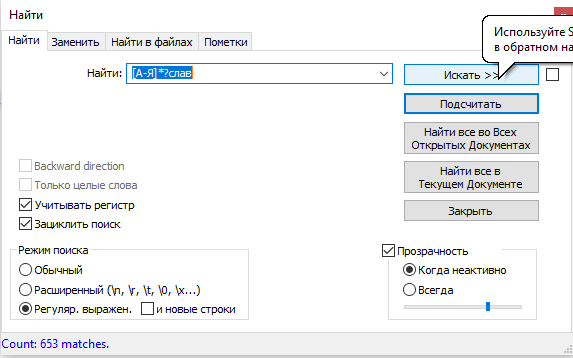 Найти
Используйте S
в обратном на
Найти
Заменить
Найти в файлах
Пометки
Найти:
[А-Я]*?слав
Искать >>
Подсчитать
Найти все во Всех
Открытых Документах
Найти все в
Текущем Документе
Закрыть
Backward direction
Только целые слова
Учитывать регистр
Зациклить поиск
Режим поиска
Обычный
Расширенный (\n, \r, \t, \0, \x...)
Регуляр. выражен.
и новые строки
Прозрачность
Когда неактивно
Всегда
Count: 653 matches.